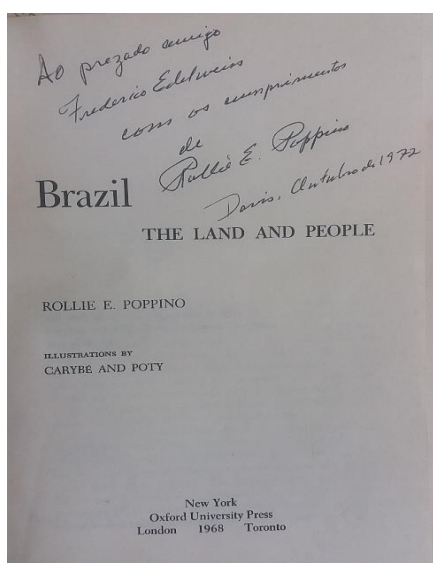 Ao prezado amigo
Frederico Edelweiss
com os cumprimentos
de
Rollie E. Poppino
Davis, Outubro de 1972
Brazil
THE LAND AND PEOPLE
ROLLIE E. POPPINO
ILLUSTRATIONS BY
CARYBÉ AND POTY
New York
Oxford University Press
London 1968 Toronto